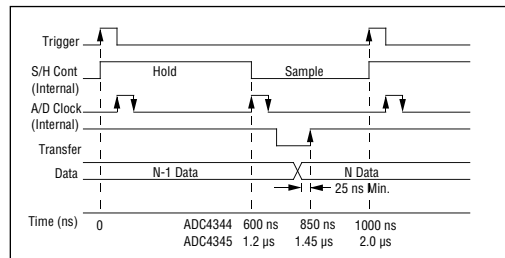 Trigger
S/H Cont
(Internal)
Hold
Sample
A/D Clock
(Internal)
Transfer
Data
N-1 Data
N Data
25 ns Min.
Time (ns)
0
ADC4344
600 ns
850 ns
1000 ns
ADC4345
1.2 µs
1.45 µs
2.0 µs